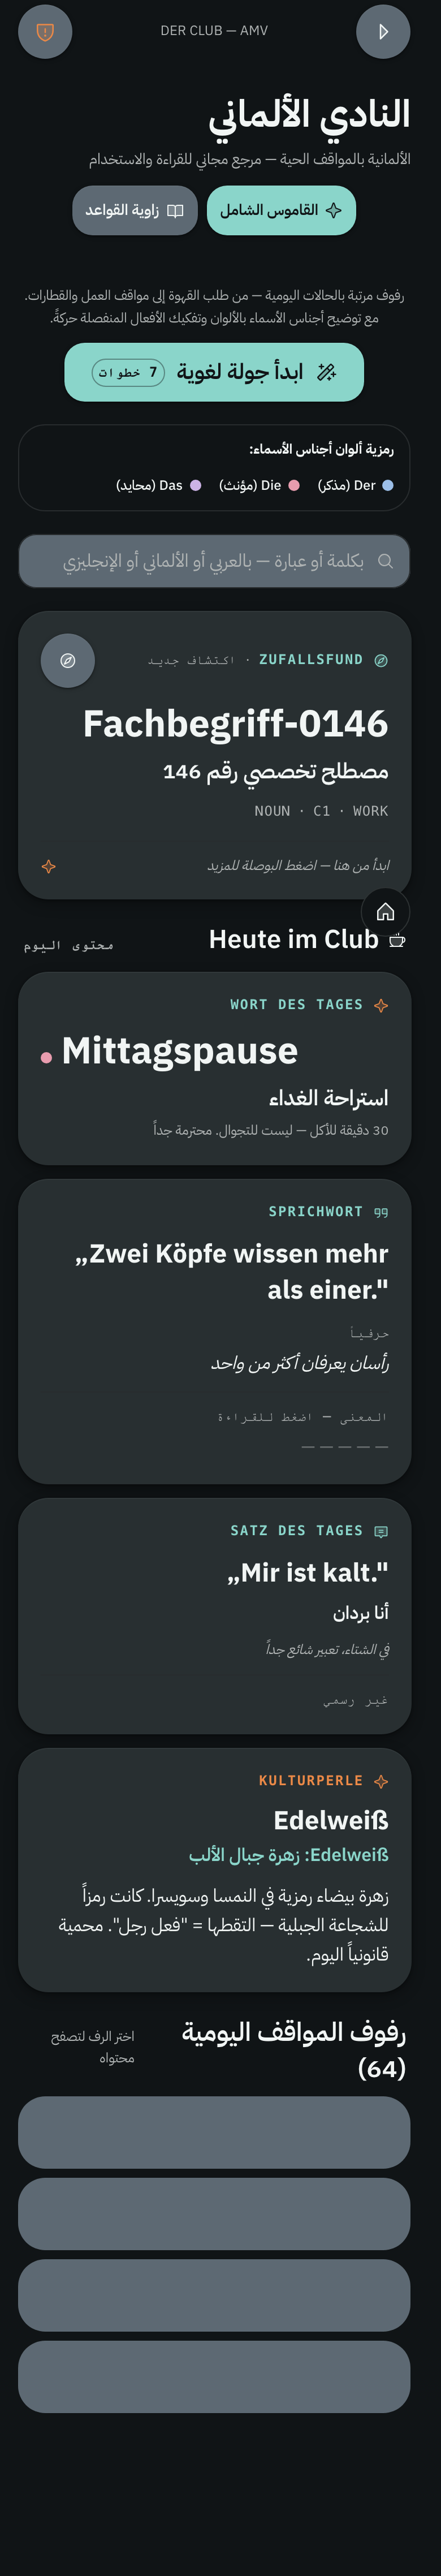 DER CLUB — AMV
النادي الألماني
الألمانية بالمواقف الحية — مرجع مجاني للقراءة والاستخدام
القاموس الشامل
زاوية القواعد
رفوف مرتبة بالحالات اليومية — من طلب القهوة إلى مواقف العمل والقطارات.
مع توضيح أجناس الأسماء بالألوان وتفكيك الأفعال المنفصلة حركةً.
ابدأ جولة لغوية
7 خطوات
رمزية ألوان أجناس الأسماء:
Der (مذكر)
Die (مؤنث)
Das (محايد)
بكلمة أو عبارة — بالعربي أو الألماني أو الإنجليزي
ZUFALLSFUND · اكتشاف جديد
Fachbegriff-0146
مصطلح تخصصي رقم 146
NOUN · C1 · WORK
ابدأ من هنا — اضغط البوصلة للمزيد
Heute im Club
محتوى اليوم
WORT DES TAGES
Mittagspause
استراحة الغداء
30 دقيقة للأكل — ليست للتجوال. محترمة جداً
SPRICHWORT
„Zwei Köpfe wissen mehr
als einer."
حرفياً
رأسان يعرفان أكثر من واحد
المعنى — اضغط للقراءة
— — — — —
SATZ DES TAGES
„Mir ist kalt."
أنا بردان
في الشتاء، تعبير شائع جداً
غير رسمي
KULTURPERLE
Edelweiß
Edelweiß: زهرة جبال الألب
زهرة بيضاء رمزية في النمسا وسويسرا. كانت رمزاً
للشجاعة الجبلية — التقطها = "فعل رجل". محمية
قانونياً اليوم.
رفوف المواقف اليومية
(64)
اختر الرف لتصفح
محتواه